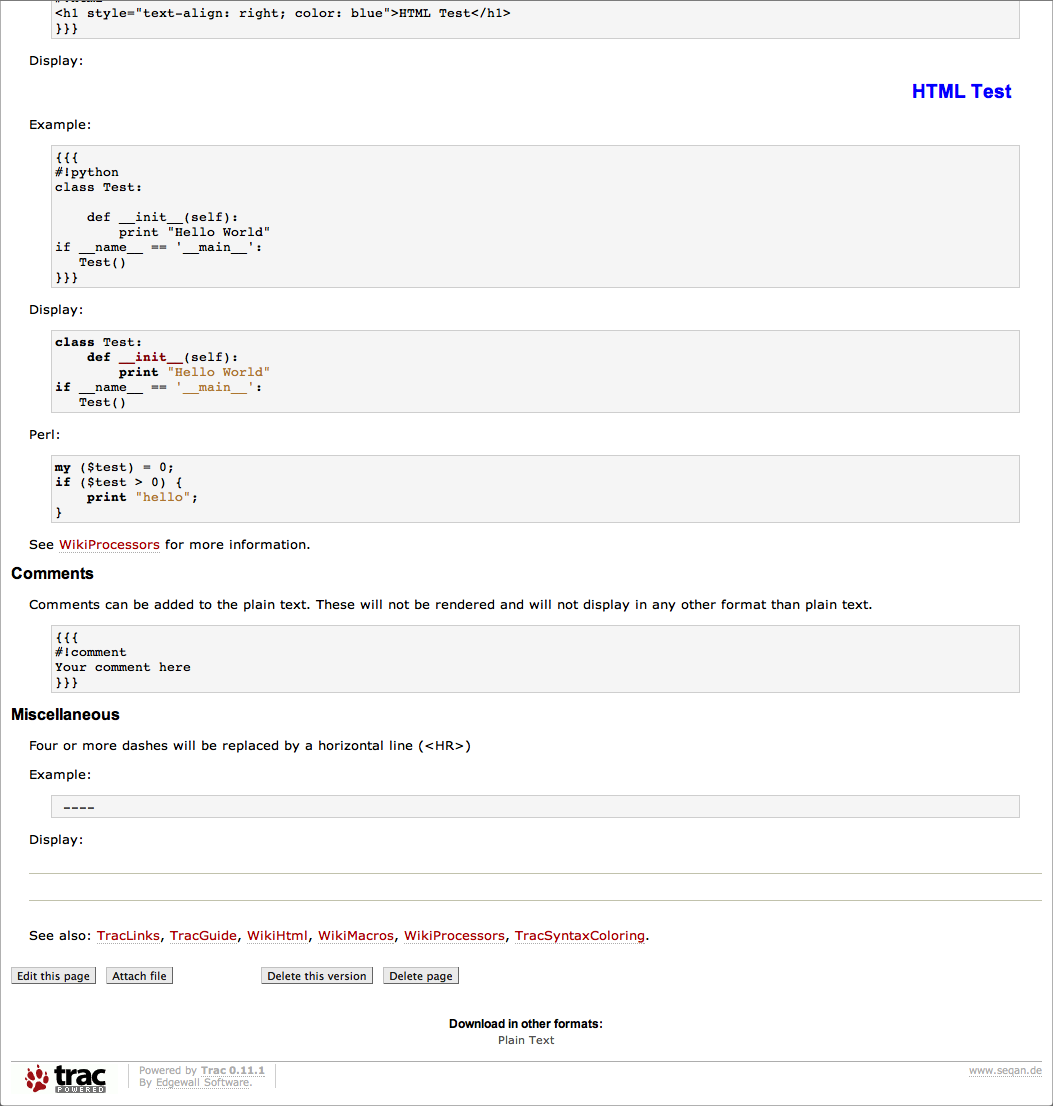 <h1 style="text-align: right; color: blue">HTML Test</h1>
}}}
Display:
HTML Test
Example:
{{{
#!python
class Test:
    def __init__(self):
        print "Hello World"
if __name__ == '__main__':
   Test()
}}}
Display:
class Test:
    def __init__(self):
        print "Hello World"
if __name__ == '__main__':
   Test()
Perl:
my ($test) = 0;
if ($test > 0) {
    print "hello";
}
See WikiProcessors for more information.
Comments
Comments can be added to the plain text. These will not be rendered and will not display in any other format than plain text.
{{{
#!comment
Your comment here
}}}
Miscellaneous
Four or more dashes will be replaced by a horizontal line (<HR>)
Example:
 ----
Display:
See also: TracLinks, TracGuide, WikiHtml, WikiMacros, WikiProcessors, TracSyntaxColoring.
Edit this page Attach file Delete this version Delete page
Download in other formats:
Plain Text
trac
POWERED
Powered by Trac 0.11.1
By Edgewall Software.
www.seqan.de